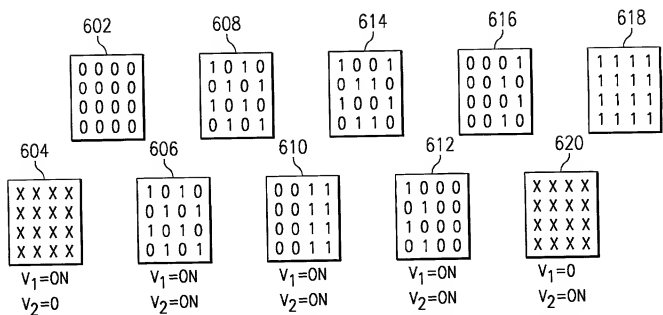 602 608 614 616 618
0 0 0 0 1 0 1 0 1 0 0 1 0 0 0 1 1 1 1 1
0 0 0 0 0 1 0 1 0 1 1 0 0 0 1 0 1 1 1 1
0 0 0 0 1 0 1 0 1 0 0 1 0 0 0 1 1 1 1 1
0 0 0 0 0 1 0 1 0 1 1 0 0 0 1 0 1 1 1 1
604 606 610 612 620
X X X X 1 0 1 0 0 0 1 1 1 0 0 0 X X X X
X X X X 0 1 0 1 0 0 1 1 0 1 0 0 X X X X
X X X X 1 0 1 0 0 0 1 1 1 0 0 0 X X X X
X X X X 0 1 0 1 0 0 1 1 0 1 0 0 X X X X
V₁=ON V₁=ON V₁=ON V₁=ON V₁=0
V₂=0 V₂=ON V₂=ON V₂=ON V₂=ON